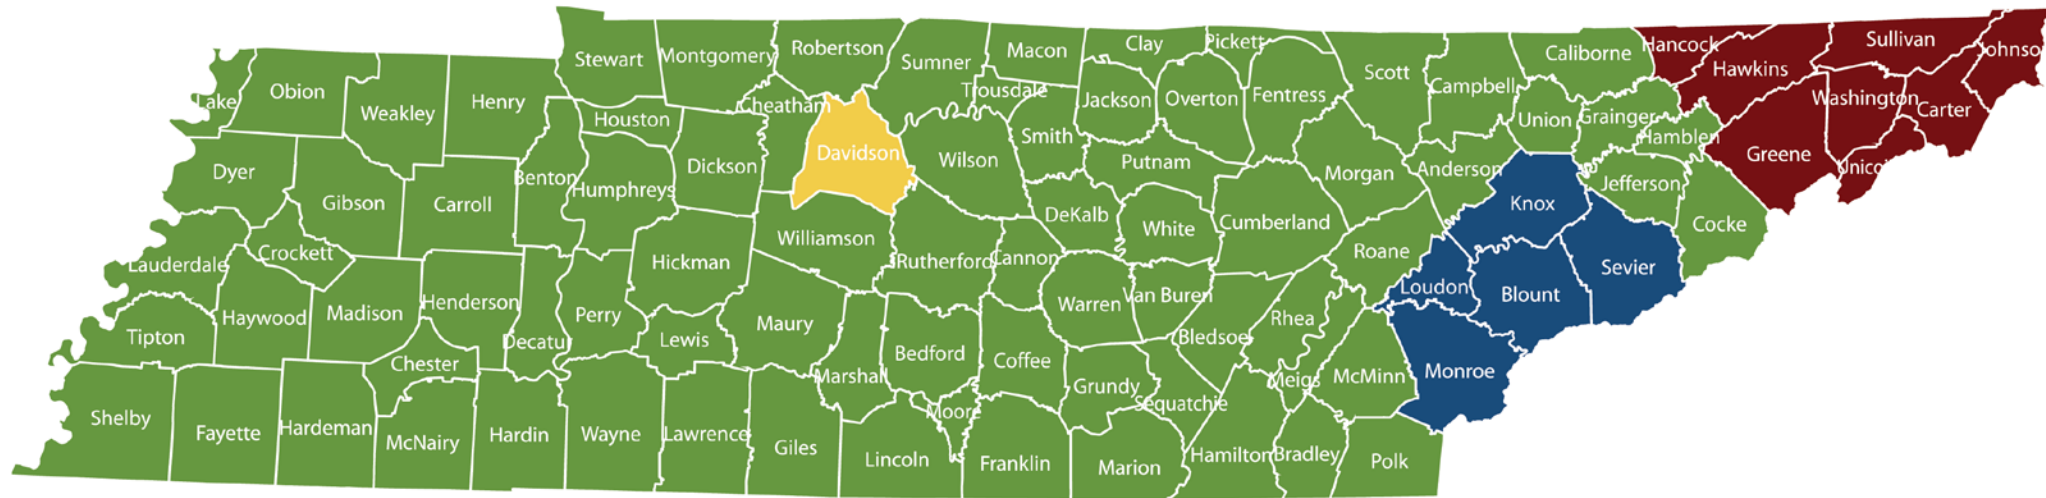 Stewart
Montgomery
Robertson
Sumner
Macon
Clay
Pickett
Scott
Campbell
Caliborne
Hancock
Hawkins
Sullivan
Johnso
Lake
Obion
Weakley
Henry
Houston
Cheatham
Trousdale
Jackson
Overton
Fentress
Union
Grainger
Hamblen
Washington
Carter
Greene
Unico
Dyer
Gibson
Carroll
Benton
Humphreys
Dickson
Davidson
Wilson
Smith
Putnam
Morgan
Anderson
Knox
Jefferson
Cocke
Lauderdale
Crockett
Hickman
Williamson
Rutherford
Cannon
DeKalb
White
Cumberland
Roane
Loudon
Blount
Sevier
Tipton
Haywood
Madison
Henderson
Decatur
Perry
Lewis
Maury
Warren
Van Buren
Bledsoe
Rhea
Chester
Marshall
Bedford
Coffee
Grundy
Sequatchie
Meigs
McMinn
Monroe
Shelby
Fayette
Hardeman
McNairy
Hardin
Wayne
Lawrence
Giles
Moore
Lincoln
Franklin
Marion
Hamilton
Bradley
Polk